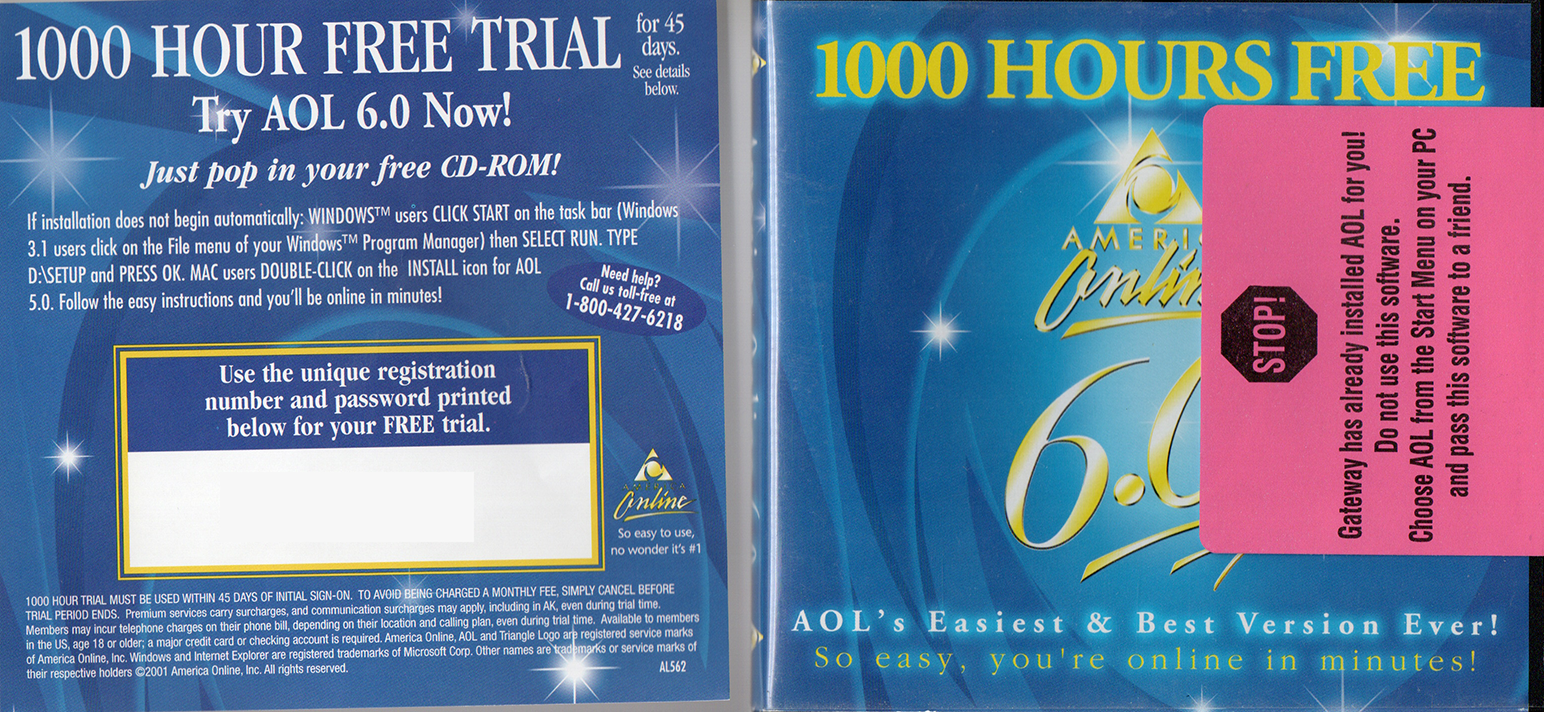 1000 HOUR FREE TRIAL
for 45
days.
See details
below.
Try AOL 6.0 Now!
Just pop in your free CD-ROM!
If installation does not begin automatically: WINDOWS™ users CLICK START on the task bar (Windows
3.1 users click on the File menu of your Windows™ Program Manager) then SELECT RUN. TYPE
D:\SETUP and PRESS OK. MAC users DOUBLE-CLICK on the INSTALL icon for AOL
5.0. Follow the easy instructions and you'll be online in minutes!
Need help?
Call us toll-free at
1-800-427-6218
Use the unique registration
number and password printed
below for your FREE trial.
AMERICA
Online
So easy to use,
no wonder it's #1
1000 HOUR TRIAL MUST BE USED WITHIN 45 DAYS OF INITIAL SIGN-ON. TO AVOID BEING CHARGED A MONTHLY FEE, SIMPLY CANCEL BEFORE
TRIAL PERIOD ENDS. Premium services carry surcharges, and communication surcharges may apply, including in AK, even during trial time.
Members may incur telephone charges on their phone bill, depending on their location and calling plan, even during trial time. Available to members
in the US, age 18 or older; a major credit card or checking account is required. America Online, AOL and Triangle Logo are registered service marks
of America Online, Inc. Windows and Internet Explorer are registered trademarks of Microsoft Corp. Other names are trademarks or service marks of
their respective holders ©2001 America Online, Inc. All rights reserved.
AL562
1000 HOURS FREE
AMERI
Onlin
6.0
STOP!
Gateway has already installed AOL for you!
Do not use this software.
Choose AOL from the Start Menu on your PC
and pass this software to a friend.
AOL's Easiest & Best Version Ever!
So easy, you're online in minutes!